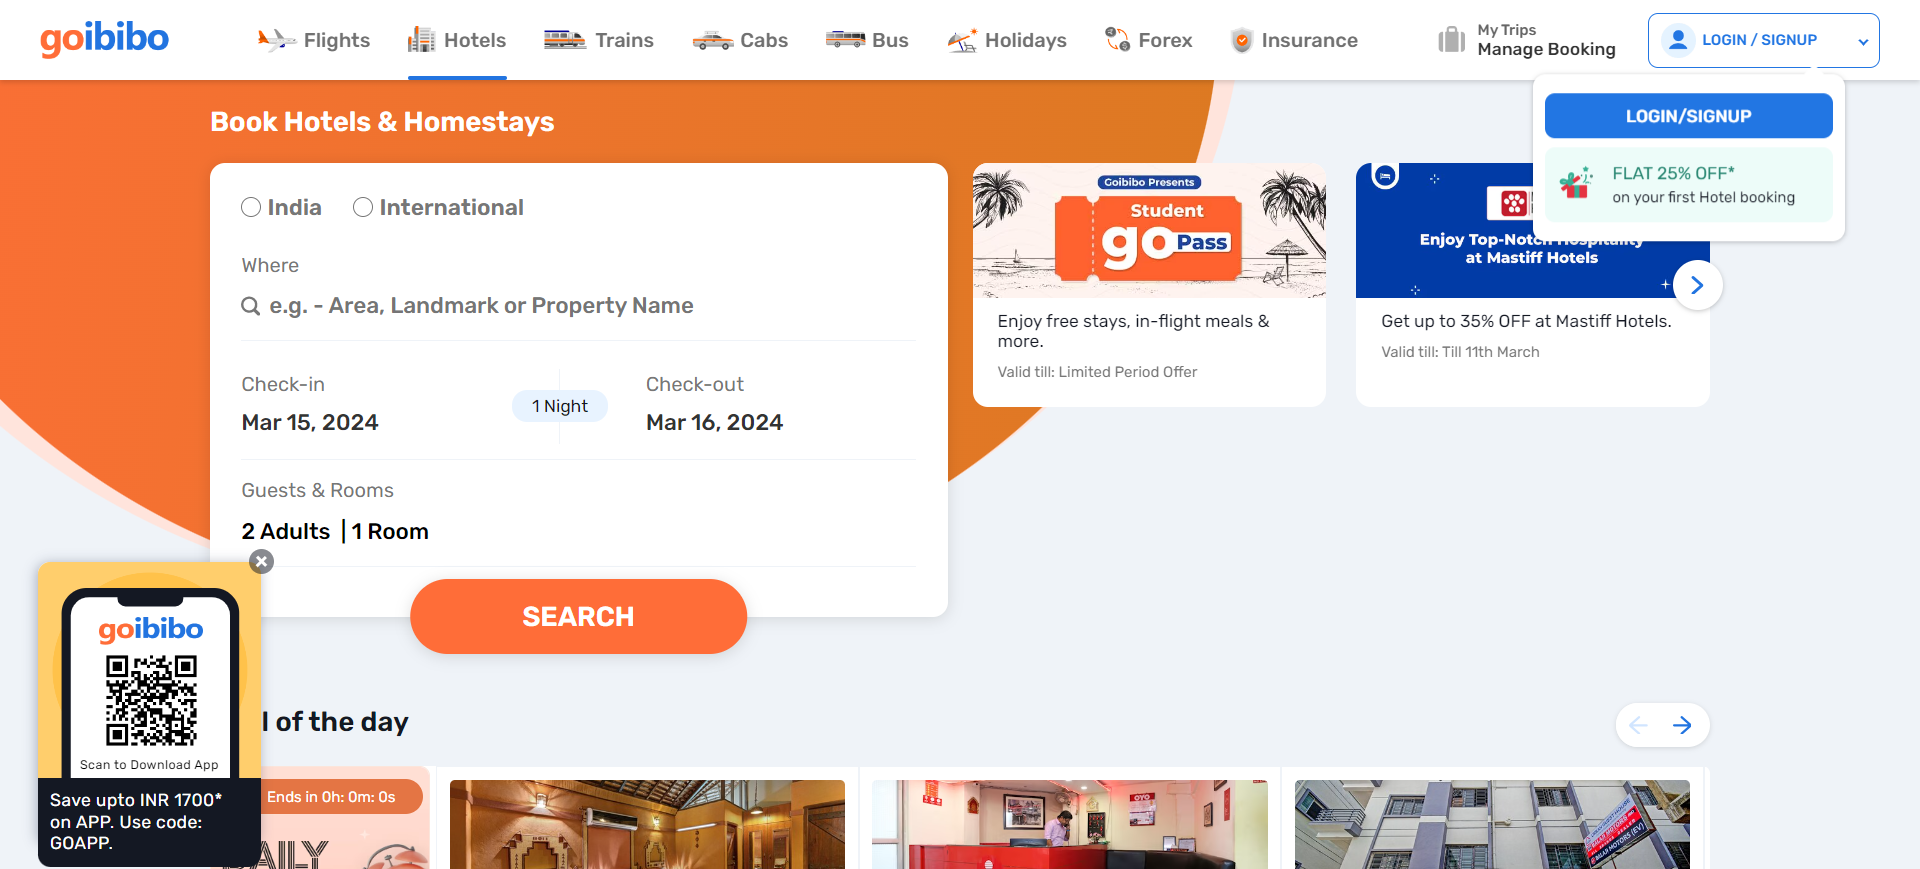 goibibo
Flights
Hotels
Trains
Cabs
Bus
Holidays
Forex
Insurance
My Trips
Manage Booking
LOGIN / SIGNUP
LOGIN/SIGNUP
FLAT 25% OFF*
on your first Hotel booking
Book Hotels & Homestays
India
International
Where
e.g. - Area, Landmark or Property Name
Check-in
Mar 15, 2024
1 Night
Check-out
Mar 16, 2024
Guests & Rooms
2 Adults | 1 Room
SEARCH
Goibibo Presents
Student
go Pass
Enjoy free stays, in-flight meals &
more.
Valid till: Limited Period Offer
Enjoy Top-Notch Hospitality
at Mastiff Hotels
Get up to 35% OFF at Mastiff Hotels.
Valid till: Till 11th March
goibibo
Scan to Download App
Save upto INR 1700*
on APP. Use code:
GOAPP.
l of the day
Ends in 0h: 0m: 0s
DAILY
OYO